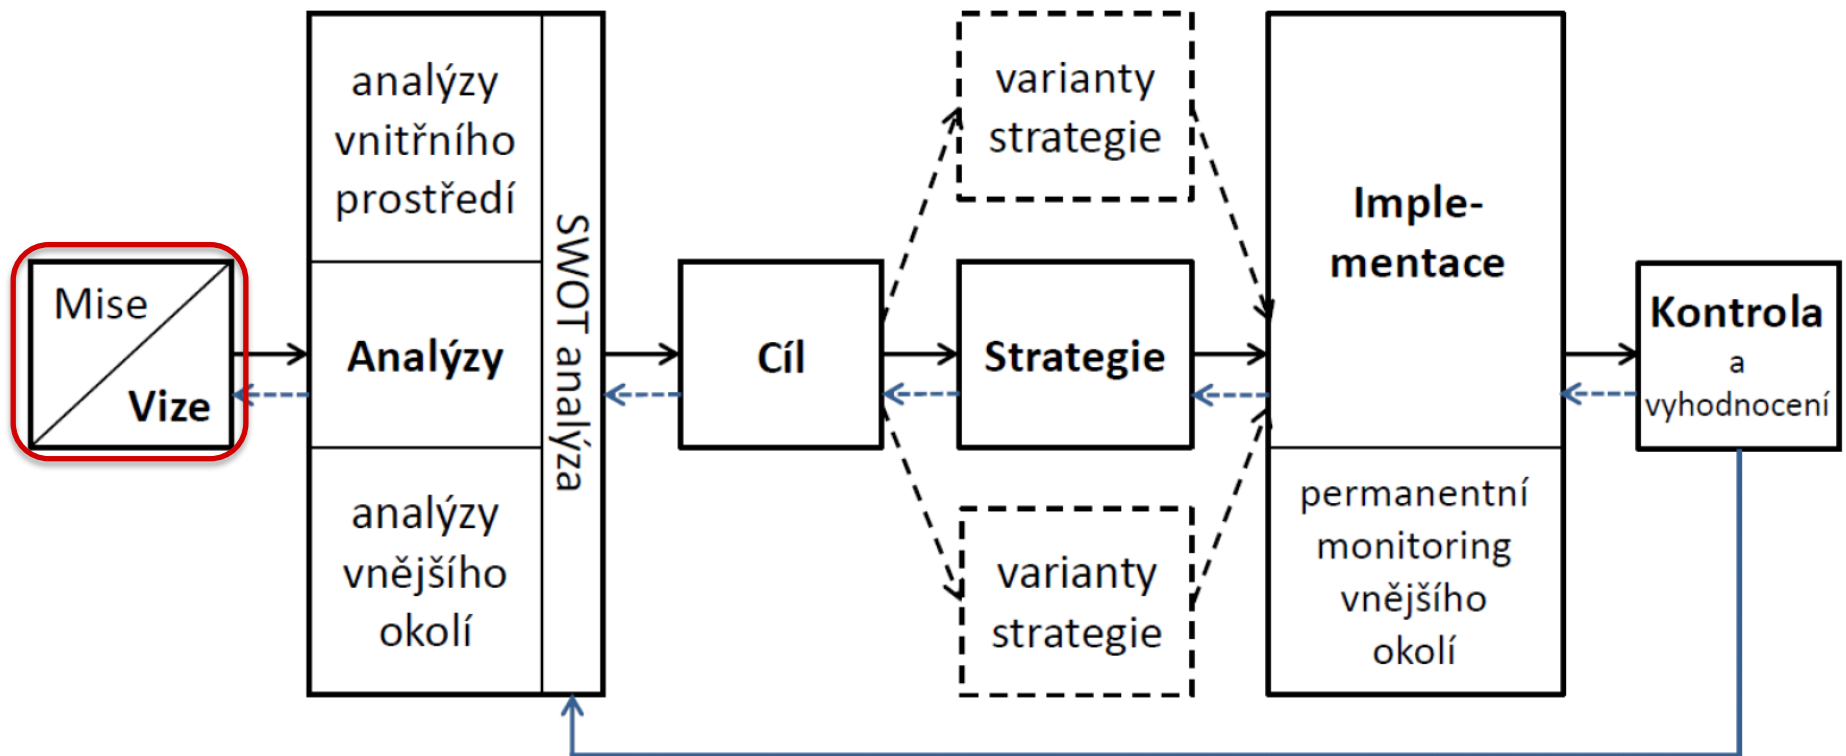 Mise
Vize
analýzy
vnitřního
prostředí
Analýzy
analýzy
vnějšího
okolí
SWOT analýza
Cíl
varianty
strategie
Strategie
varianty
strategie
Imple-
mentace
permanentní
monitoring
vnějšího
okolí
Kontrola
a
vyhodnocení